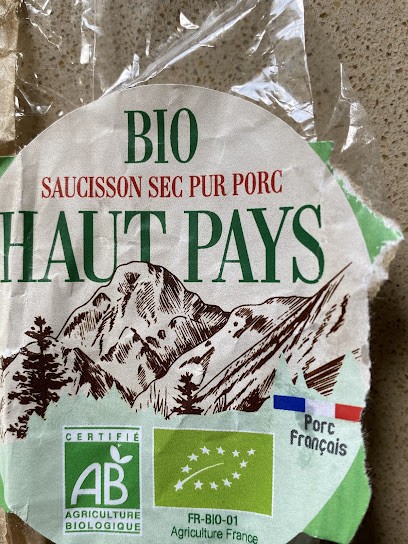 BIO
SAUCISSON SEC PUR PORC
HAUT PAYS
Porc
français
CERTIFIÉ
AB
AGRICULTURE
BIOLOGIQUE
FR-BIO-01
Agriculture France